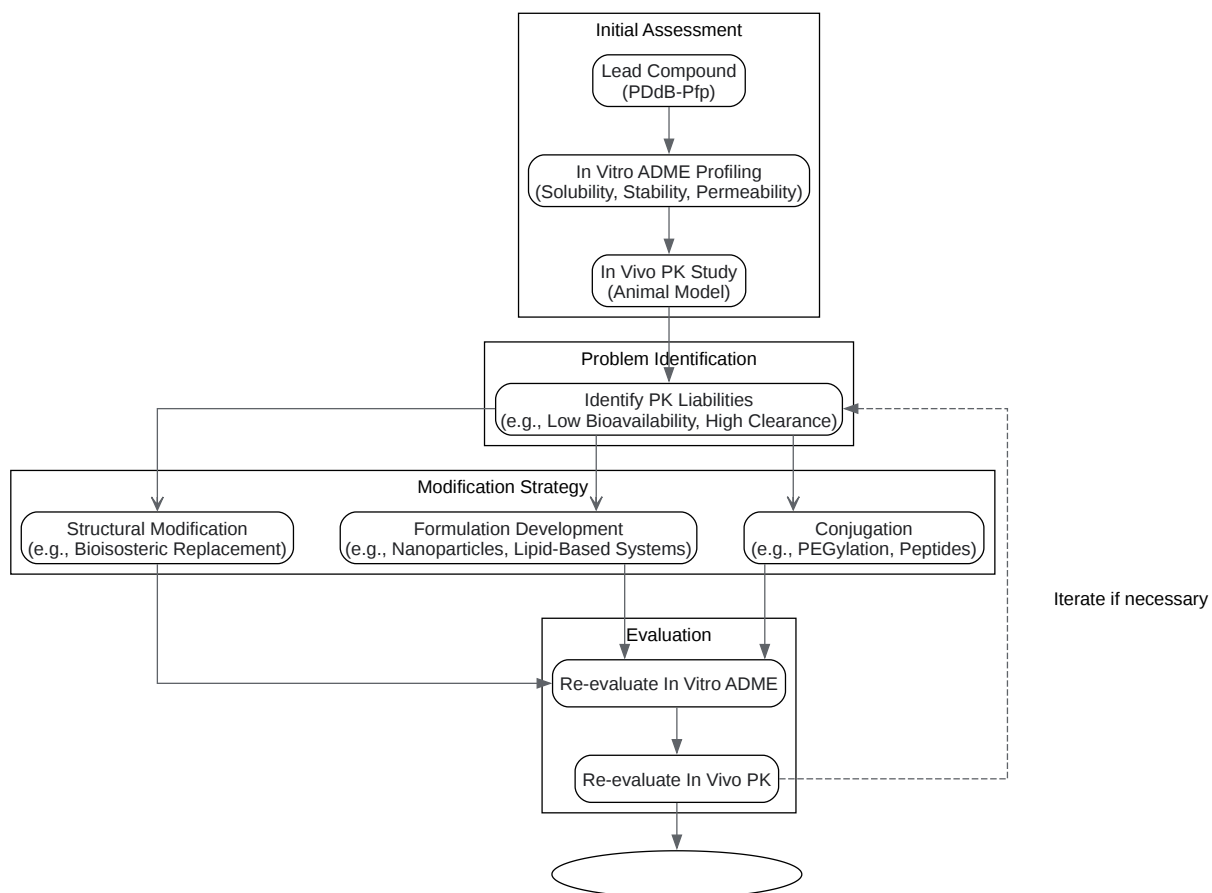 Initial Assessment
Lead Compound
(PDdB-Pfp)
In Vitro ADME Profiling
(Solubility, Stability, Permeability)
In Vivo PK Study
(Animal Model)
Problem Identification
Identify PK Liabilities
(e.g., Low Bioavailability, High Clearance)
Modification Strategy
Structural Modification
(e.g., Bioisosteric Replacement)
Formulation Development
(e.g., Nanoparticles, Lipid-Based Systems)
Conjugation
(e.g., PEGylation, Peptides)
Iterate if necessary
Evaluation
Re-evaluate In Vitro ADME
Re-evaluate In Vivo PK